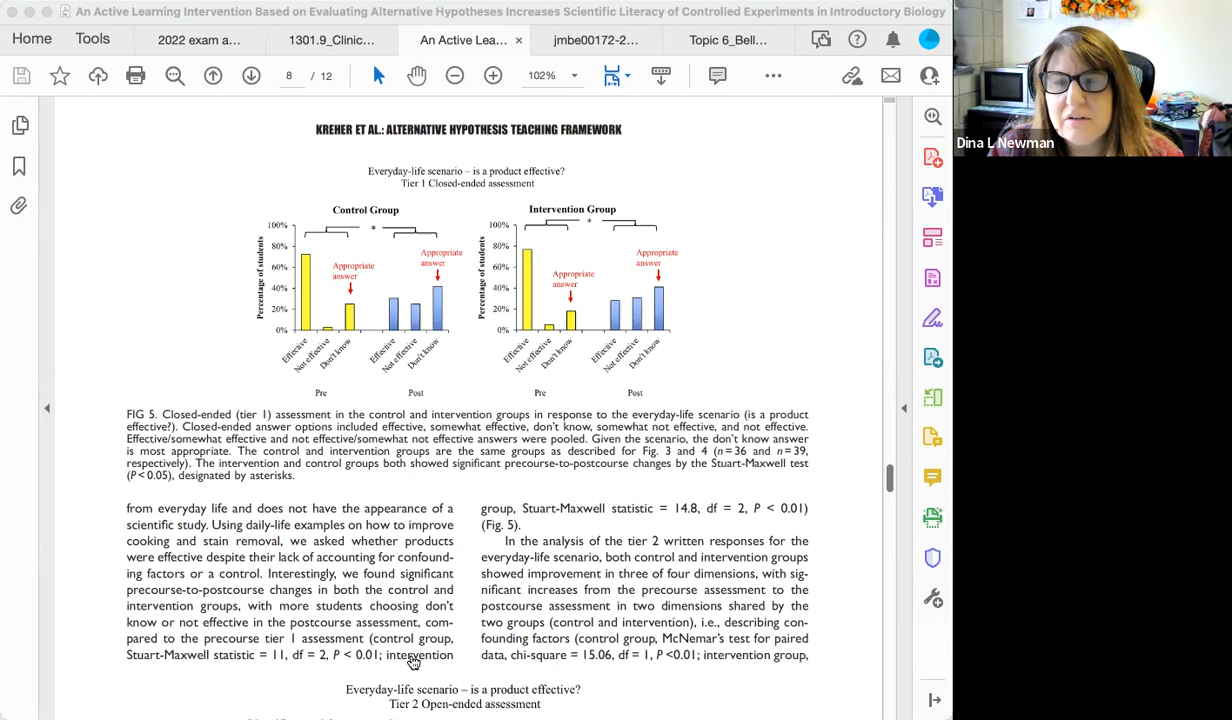 An Active Learning Intervention Based on Evaluating Alternative Hypotheses Increases Scientific Literacy of Controlled Experiments in Introductory Biology
Home
Tools
2022 exam a...
1301.9_Clinic...
An Active Lea...
jmbe00172-2...
Topic 6_Bell...
8 / 12
102%
Dina L Newman
KREHER ET AL.: ALTERNATIVE HYPOTHESIS TEACHING FRAMEWORK
Everyday-life scenario – is a product effective?
Tier 1 Closed-ended assessment
Control Group
Percentage of students
100%
80%
60%
40%
20%
0%
*
Appropriate
answer
Appropriate
answer
Effective
Not effective
Don't know
Effective
Not effective
Don't know
Pre
Post
Intervention Group
Percentage of students
100%
80%
60%
40%
20%
0%
*
Appropriate
answer
Appropriate
answer
Effective
Not effective
Don't know
Effective
Not effective
Don't know
Pre
Post
FIG 5. Closed-ended (tier 1) assessment in the control and intervention groups in response to the everyday-life scenario (is a product
effective?). Closed-ended answer options included effective, somewhat effective, don't know, somewhat not effective, and not effective.
Effective/somewhat effective and not effective/somewhat not effective answers were pooled. Given the scenario, the don't know answer
is most appropriate. The control and intervention groups are the same groups as described for Fig. 3 and 4 (n = 36 and n = 39,
respectively). The intervention and control groups both showed significant precourse-to-postcourse changes by the Stuart-Maxwell test
(P < 0.05), designated by asterisks.
from everyday life and does not have the appearance of a
scientific study. Using daily-life examples on how to improve
cooking and stain removal, we asked whether products
were effective despite their lack of accounting for confound-
ing factors or a control. Interestingly, we found significant
precourse-to-postcourse changes in both the control and
intervention groups, with more students choosing don't
know or not effective in the postcourse assessment, com-
pared to the precourse tier 1 assessment (control group,
Stuart-Maxwell statistic = 11, df = 2, P < 0.01; intervention
group, Stuart-Maxwell statistic = 14.8, df = 2, P < 0.01)
(Fig. 5).
In the analysis of the tier 2 written responses for the
everyday-life scenario, both control and intervention groups
showed improvement in three of four dimensions, with sig-
nificant increases from the precourse assessment to the
postcourse assessment in two dimensions shared by the
two groups (control and intervention), i.e., describing con-
founding factors (control group, McNemar's test for paired
data, chi-square = 15.06, df = 1, P <0.01; intervention group,
Everyday-life scenario – is a product effective?
Tier 2 Open-ended assessment